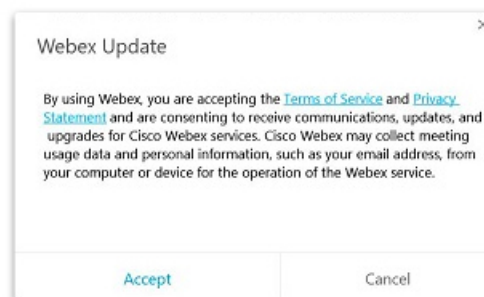 Webex Update
By using Webex, you are accepting the Terms of Service and Privacy
Statement and are consenting to receive communications, updates, and
upgrades for Cisco Webex services. Cisco Webex may collect meeting
usage data and personal information, such as your email address, from
your computer or device for the operation of the Webex service.
Accept Cancel